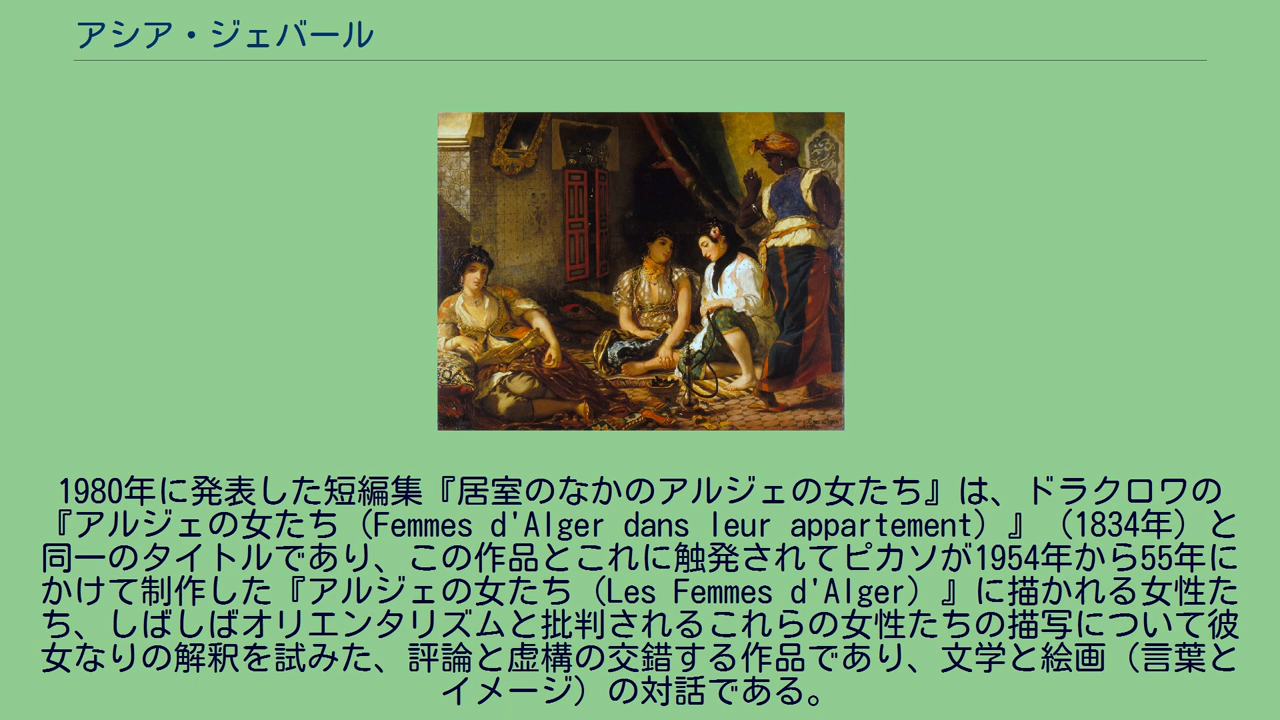 アシア・ジェバール
1980年に発表した短編集『居室のなかのアルジェの女たち』は、ドラクロワの
『アルジェの女たち（Femmes d'Alger dans leur appartement）』（1834年）と
同一のタイトルであり、この作品とこれに触発されてピカソが1954年から55年に
かけて制作した『アルジェの女たち（Les Femmes d'Alger）』に描かれる女性た
ち、しばしばオリエンタリズムと批判されるこれらの女性たちの描写について彼
女なりの解釈を試みた、評論と虚構の交錯する作品であり、文学と絵画（言葉と
イメージ）の対話である。